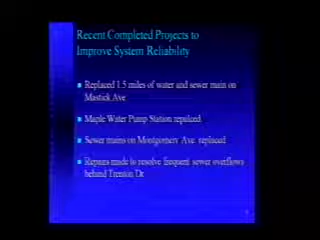 Recent Completed Projects to
Improve System Reliability
Replaced 1.5 miles of water and sewer main on
Mastick Ave
Maple Water Pump Station repaired
Sewer mains on Montgomery Ave replaced
Repairs made to resolve frequent sewer overflows
behind Trenton Dr